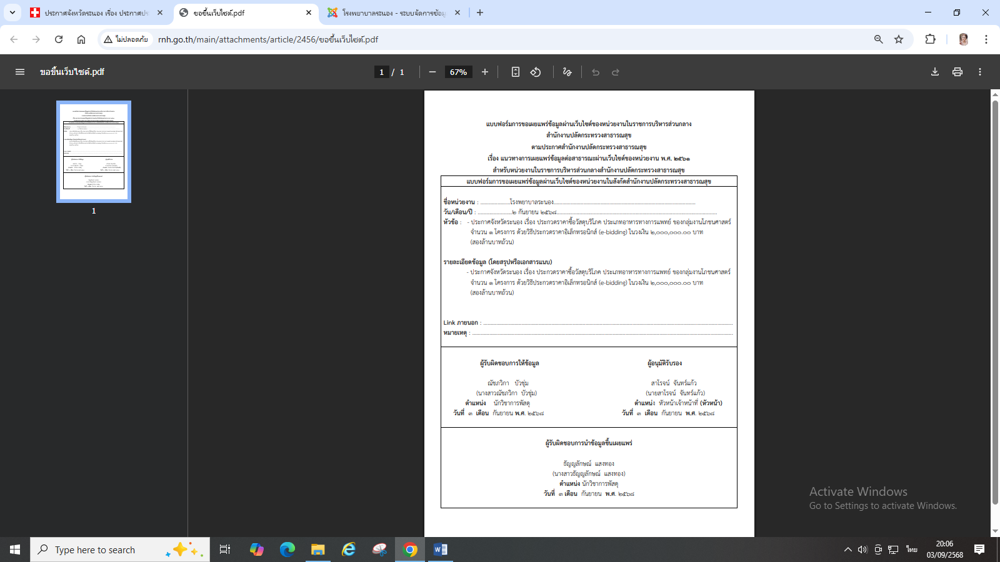 ประกาศจังหวัดระนอง เรื่อง ประกาศปร
ขอขึ้นเว็บไซต์.pdf
โรงพยาบาลระนอง - ระบบจัดการข้อมู
ไม่ปลอดภัย
rnh.go.th/main/attachments/article/2456/ขอขึ้นเว็บไซต์.pdf
ขอขึ้นเว็บไซต์.pdf
1 / 1
67%
1
แบบฟอร์มการขอเผยแพร่ข้อมูลผ่านเว็บไซต์ของหน่วยงานในราชการบริหารส่วนกลาง
สำนักงานปลัดกระทรวงสาธารณสุข
ตามประกาศสำนักงานปลัดกระทรวงสาธารณสุข
เรื่อง แนวทางการเผยแพร่ข้อมูลต่อสาธารณะผ่านเว็บไซต์ของหน่วยงาน พ.ศ. ๒๕๖๑
สำหรับหน่วยงานในราชการบริหารส่วนกลางสำนักงานปลัดกระทรวงสาธารณสุข
แบบฟอร์มการขอเผยแพร่ข้อมูลผ่านเว็บไซต์ของหน่วยงานในสังกัดสำนักงานปลัดกระทรวงสาธารณสุข
ชื่อหน่วยงาน : .....................โรงพยาบาลระนอง.....................
วัน/เดือน/ปี : ........................๒ กันยายน ๒๕๖๘........................
หัวข้อ : - ประกาศจังหวัดระนอง เรื่อง ประกวดราคาซื้อวัสดุบริโภค ประเภทอาหารทางการแพทย์ ของกลุ่มงานโภชนศาสตร์
จำนวน ๑ โครงการ ด้วยวิธีประกวดราคาอิเล็กทรอนิกส์ (e-bidding) ในวงเงิน ๒,๐๐๐,๐๐๐.๐๐ บาท
(สองล้านบาทถ้วน)
รายละเอียดข้อมูล (โดยสรุปหรือเอกสารแนบ)
- ประกาศจังหวัดระนอง เรื่อง ประกวดราคาซื้อวัสดุบริโภค ประเภทอาหารทางการแพทย์ ของกลุ่มงานโภชนศาสตร์
จำนวน ๑ โครงการ ด้วยวิธีประกวดราคาอิเล็กทรอนิกส์ (e-bidding) ในวงเงิน ๒,๐๐๐,๐๐๐.๐๐ บาท
(สองล้านบาทถ้วน)
Link ภายนอก : ..........................................
หมายเหตุ : ..........................................
ผู้รับผิดชอบการให้ข้อมูล ผู้อนุมัติรับรอง
ณัชภวิกา บัวชุ่ม สาโรจน์ จันทร์แก้ว
(นางสาวณัชภวิกา บัวชุ่ม) (นายสาโรจน์ จันทร์แก้ว)
ตำแหน่ง นักวิชาการพัสดุ ตำแหน่ง หัวหน้าเจ้าหน้าที่ (หัวหน้า)
วันที่ ๓ เดือน กันยายน พ.ศ. ๒๕๖๘ วันที่ ๓ เดือน กันยายน พ.ศ. ๒๕๖๘
ผู้รับผิดชอบการนำข้อมูลขึ้นเผยแพร่
ธัญญลักษณ์ แสงทอง
(นางสาวธัญญลักษณ์ แสงทอง)
ตำแหน่ง นักวิชาการพัสดุ
วันที่ ๓ เดือน กันยายน พ.ศ. ๒๕๖๘
Activate Windows
Go to Settings to activate Windows.
Type here to search
ไทย
20:06
03/09/2568